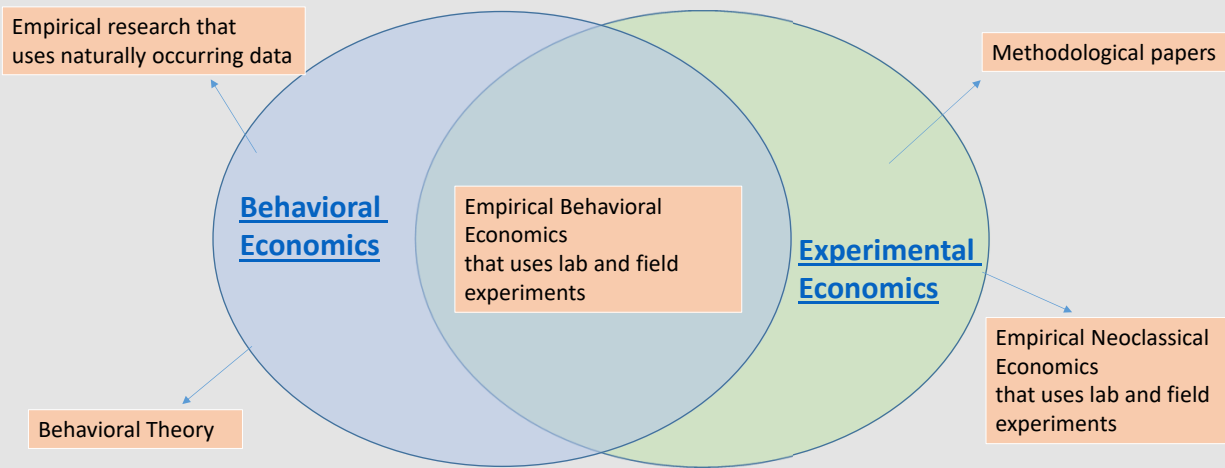 Empirical research that
uses naturally occurring data
Methodological papers
Behavioral
Economics
Empirical Behavioral
Economics
that uses lab and field
experiments
Experimental
Economics
Empirical Neoclassical
Economics
that uses lab and field
experiments
Behavioral Theory